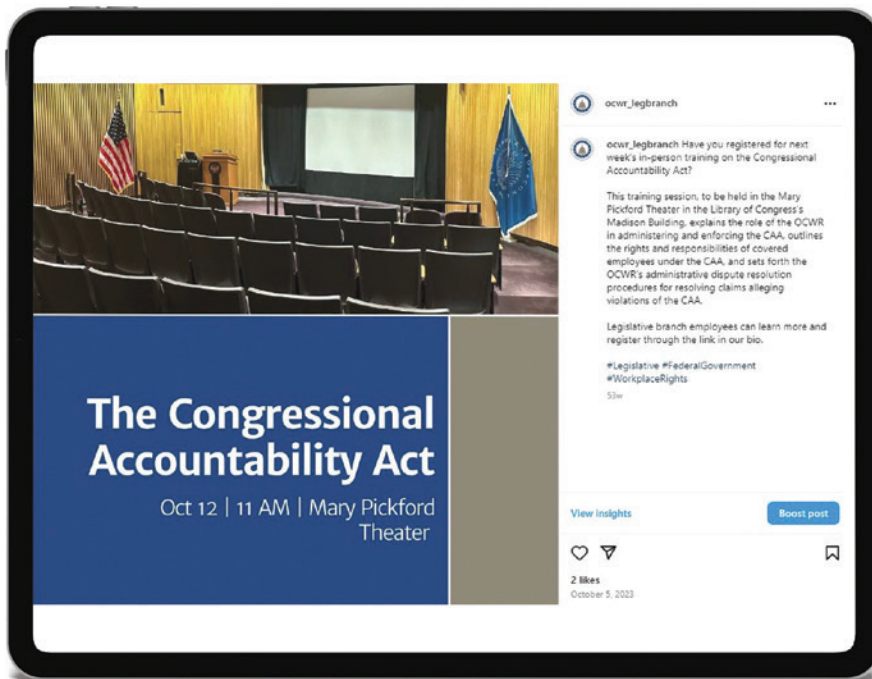 The Congressional
Accountability Act
Oct 12 | 11 AM | Mary Pickford
Theater
ocwr_legbranch
ocwr_legbranch Have you registered for next
week's in-person training on the Congressional
Accountability Act?
This training session, to be held in the Mary
Pickford Theater in the Library of Congress's
Madison Building, explains the role of the OCWR
in administering and enforcing the CAA, outlines
the rights and responsibilities of covered
employees under the CAA, and sets forth the
OCWR's administrative dispute resolution
procedures for resolving claims alleging
violations of the CAA.
Legislative branch employees can learn more and
register through the link in our bio.
#Legislative #FederalGovernment
#WorkplaceRights
53w
View insights
Boost post
2 likes
October 5, 2023